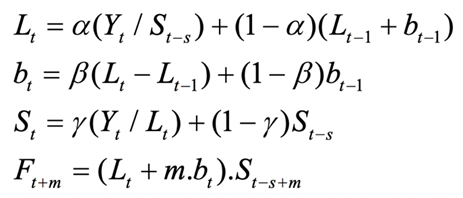 L_t = α(Y_t / S_{t−s}) + (1 − α)(L_{t−1} + b_{t−1})
b_t = β(L_t − L_{t−1}) + (1 − β)b_{t−1}
S_t = γ(Y_t / L_t) + (1 − γ)S_{t−s}
F_{t+m} = (L_t + m.b_t).S_{t−s+m}